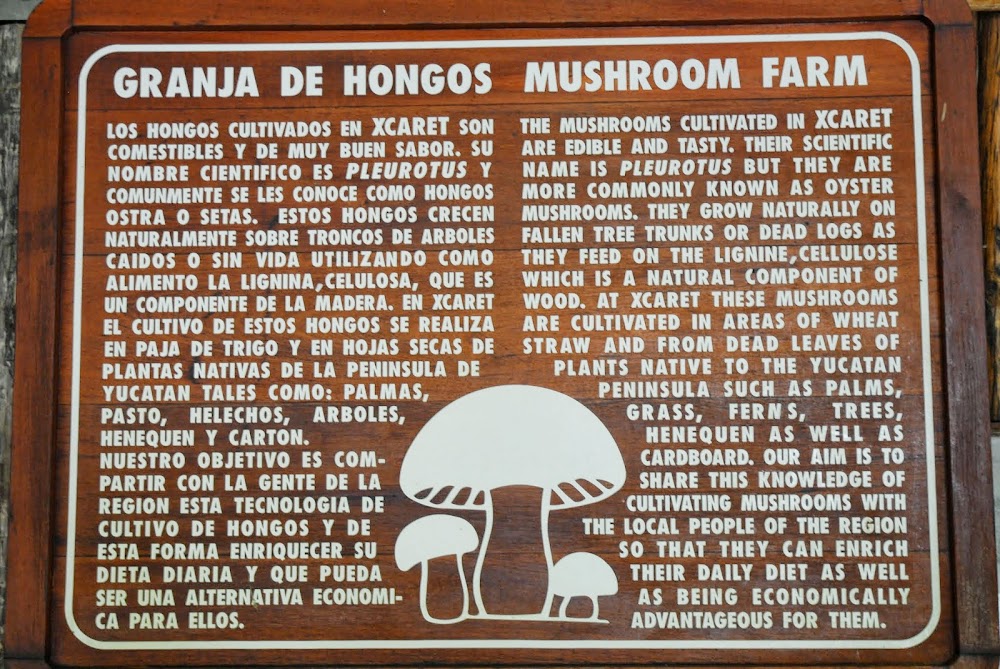 GRANJA DE HONGOS
LOS HONGOS CULTIVADOS EN XCARET SON
COMESTIBLES Y DE MUY BUEN SABOR. SU
NOMBRE CIENTIFICO ES PLEUROTUS Y
COMUNMENTE SE LES CONOCE COMO HONGOS
OSTRA O SETAS. ESTOS HONGOS CRECEN
NATURALMENTE SOBRE TRONCOS DE ARBOLES
CAIDOS O SIN VIDA UTILIZANDO COMO
ALIMENTO LA LIGNINA,CELULOSA, QUE ES
UN COMPONENTE DE LA MADERA. EN XCARET
EL CULTIVO DE ESTOS HONGOS SE REALIZA
EN PAJA DE TRIGO Y EN HOJAS SECAS DE
PLANTAS NATIVAS DE LA PENINSULA DE
YUCATAN TALES COMO: PALMAS,
PASTO, HELECHOS, ARBOLES,
HENEQUEN Y CARTON.
NUESTRO OBJETIVO ES COM-
PARTIR CON LA GENTE DE LA
REGION ESTA TECNOLOGIA DE
CULTIVO DE HONGOS Y DE
ESTA FORMA ENRIQUECER SU
DIETA DIARIA Y QUE PUEDA
SER UNA ALTERNATIVA ECONOMI-
CA PARA ELLOS.
MUSHROOM FARM
THE MUSHROOMS CULTIVATED IN XCARET
ARE EDIBLE AND TASTY. THEIR SCIENTIFIC
NAME IS PLEUROTUS BUT THEY ARE
MORE COMMONLY KNOWN AS OYSTER
MUSHROOMS. THEY GROW NATURALLY ON
FALLEN TREE TRUNKS OR DEAD LOGS AS
THEY FEED ON THE LIGNINE,CELLULOSE
WHICH IS A NATURAL COMPONENT OF
WOOD. AT XCARET THESE MUSHROOMS
ARE CULTIVATED IN AREAS OF WHEAT
STRAW AND FROM DEAD LEAVES OF
PLANTS NATIVE TO THE YUCATAN
PENINSULA SUCH AS PALMS,
GRASS, FERNS, TREES,
HENEQUEN AS WELL AS
CARDBOARD. OUR AIM IS TO
SHARE THIS KNOWLEDGE OF
CULTIVATING MUSHROOMS WITH
THE LOCAL PEOPLE OF THE REGION
SO THAT THEY CAN ENRICH
THEIR DAILY DIET AS WELL
AS BEING ECONOMICALLY
ADVANTAGEOUS FOR THEM.